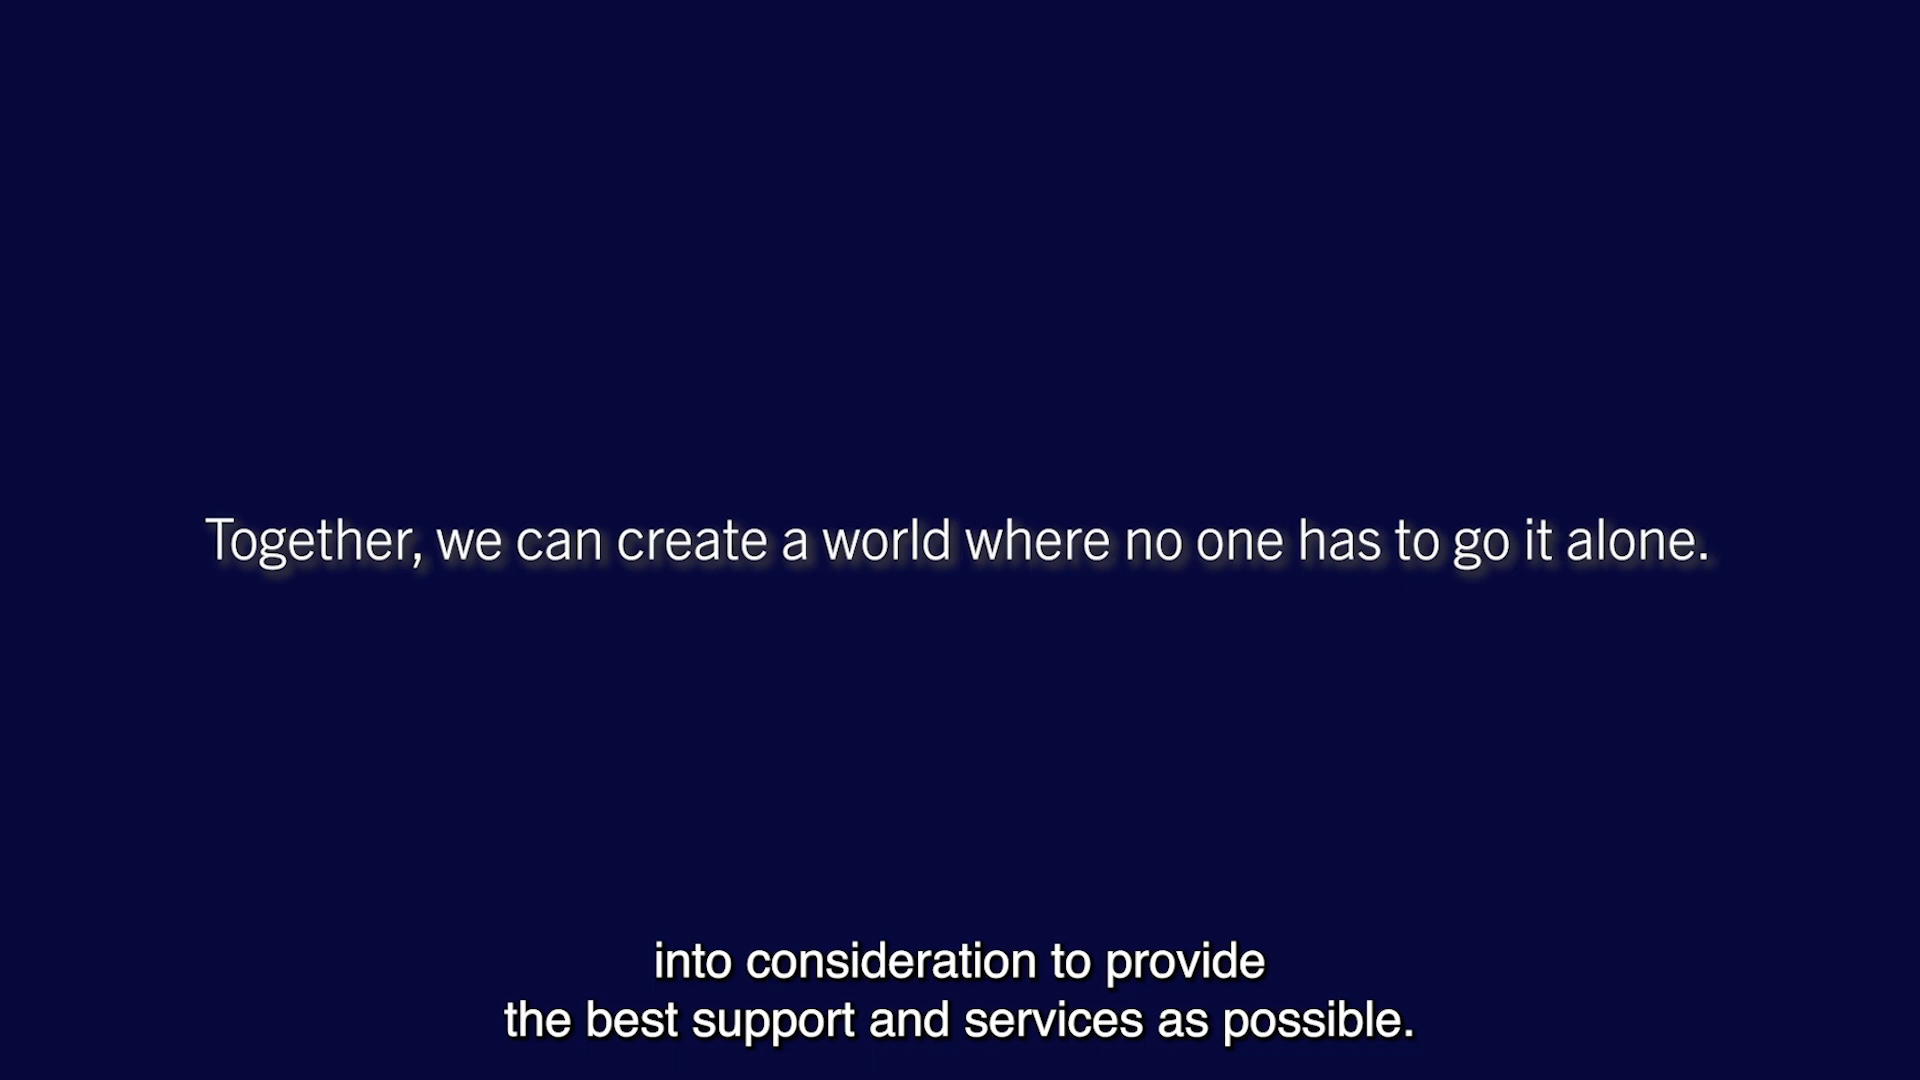 Together, we can create a world where no one has to go it alone.
into consideration to provide
the best support and services as possible.